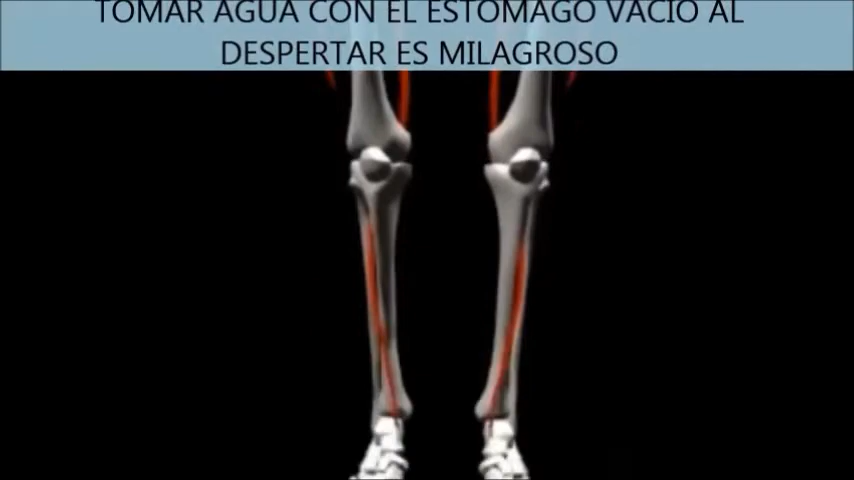 TOMAR AGUA CON EL ESTOMAGO VACIO AL
DESPERTAR ES MILAGROSO